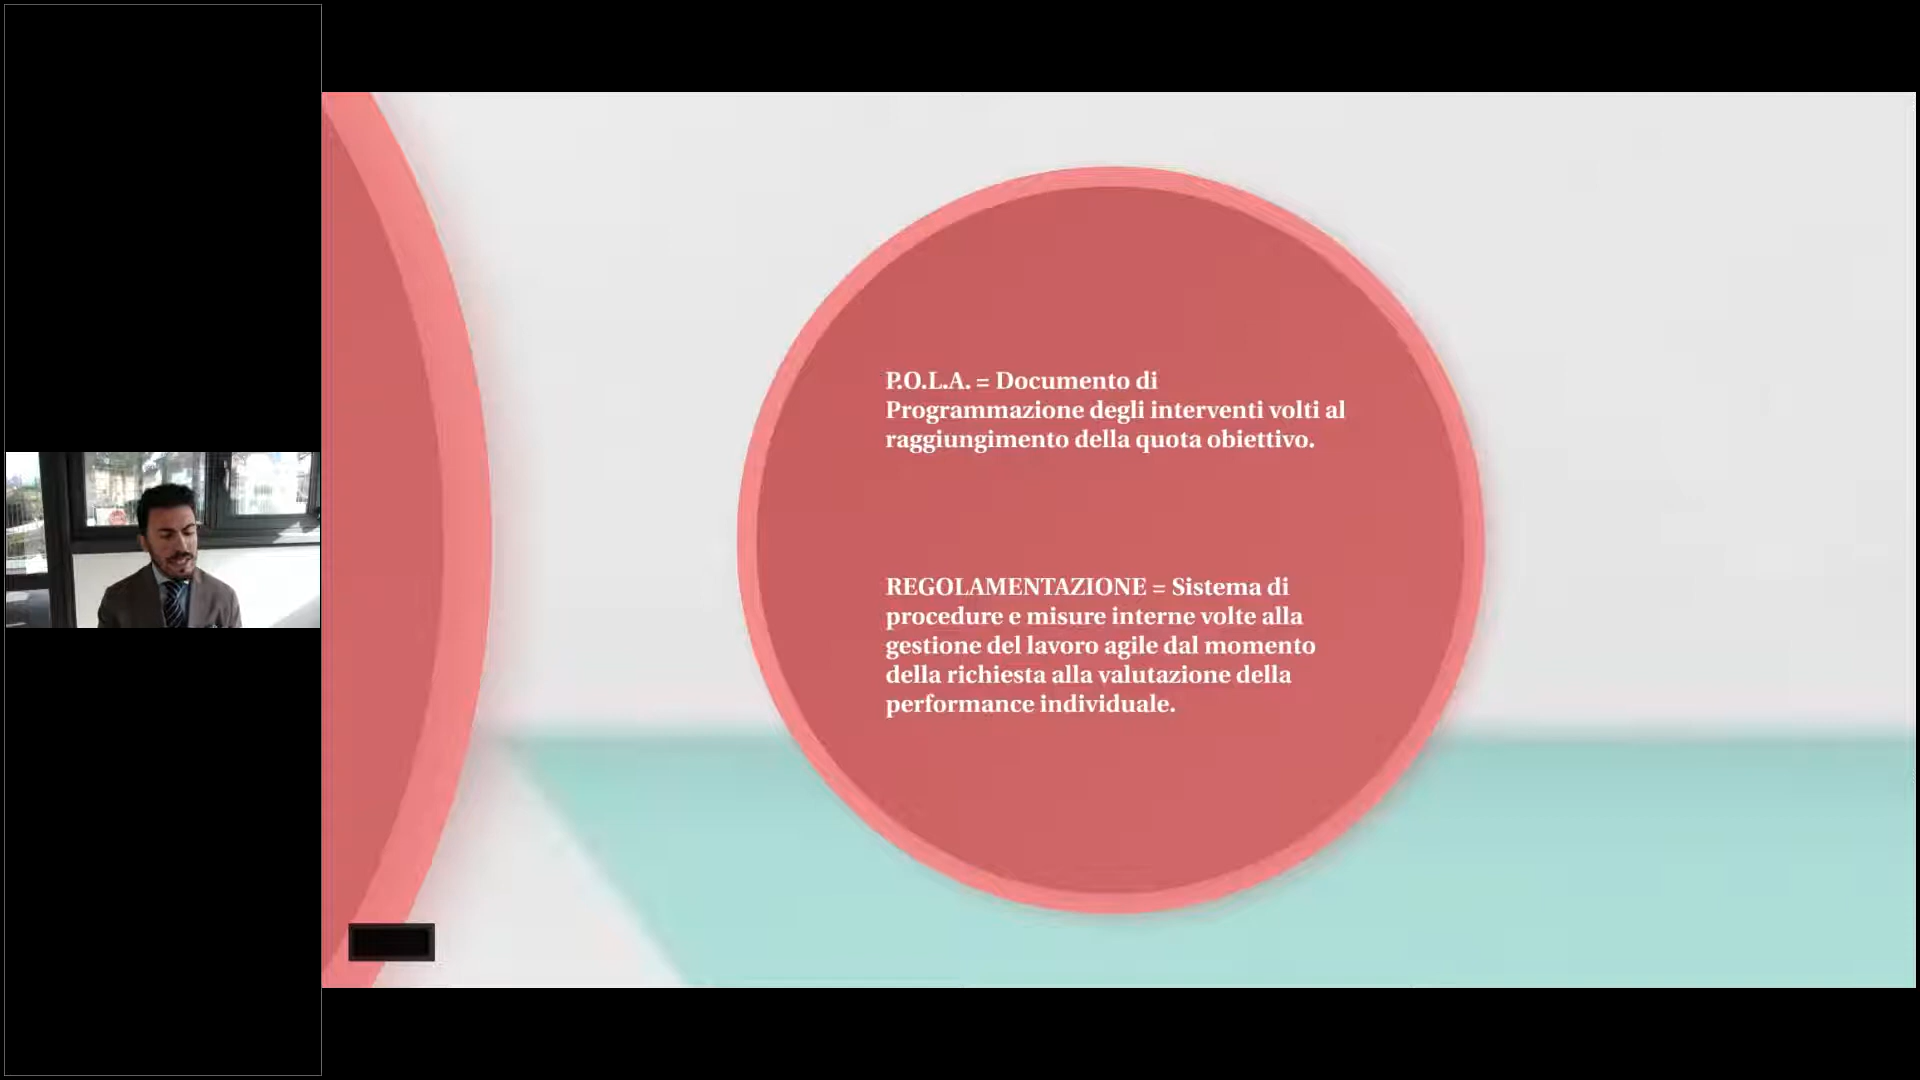 P.O.L.A. = Documento di
Programmazione degli interventi volti al
raggiungimento della quota obiettivo.
REGOLAMENTAZIONE = Sistema di
procedure e misure interne volte alla
gestione del lavoro agile dal momento
della richiesta alla valutazione della
performance individuale.